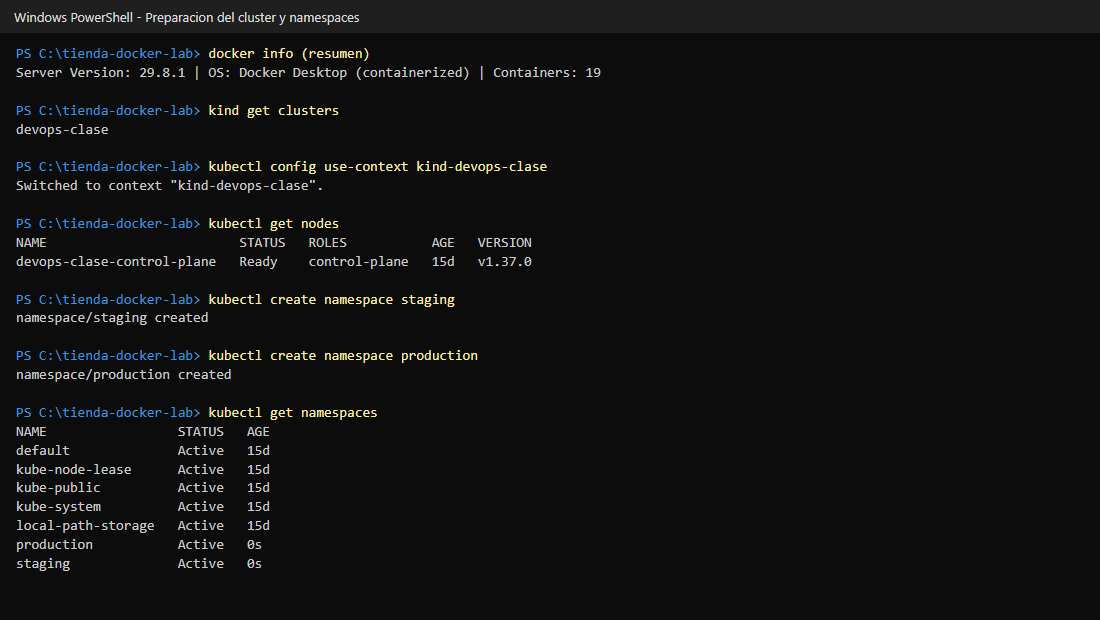 Windows PowerShell - Preparacion del cluster y namespaces
PS C:\tienda-docker-lab> docker info (resumen)
Server Version: 29.8.1 | OS: Docker Desktop (containerized) | Containers: 19
PS C:\tienda-docker-lab> kind get clusters
devops-clase
PS C:\tienda-docker-lab> kubectl config use-context kind-devops-clase
Switched to context "kind-devops-clase".
PS C:\tienda-docker-lab> kubectl get nodes
NAME                         STATUS   ROLES           AGE   VERSION
devops-clase-control-plane   Ready    control-plane   15d   v1.37.0
PS C:\tienda-docker-lab> kubectl create namespace staging
namespace/staging created
PS C:\tienda-docker-lab> kubectl create namespace production
namespace/production created
PS C:\tienda-docker-lab> kubectl get namespaces
NAME                 STATUS   AGE
default              Active   15d
kube-node-lease      Active   15d
kube-public          Active   15d
kube-system          Active   15d
local-path-storage   Active   15d
production           Active   0s
staging              Active   0s